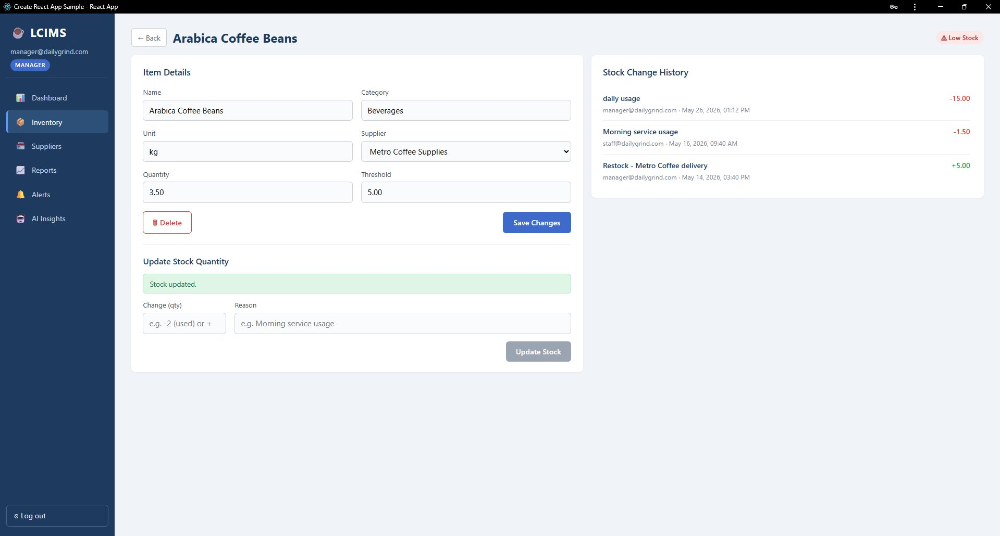 Create React App Sample - React App
LCIMS
manager@dailygrind.com
MANAGER
Dashboard
Inventory
Suppliers
Reports
Alerts
AI Insights
Log out
← Back
Arabica Coffee Beans
Low Stock
Item Details
Name
Category
Arabica Coffee Beans
Beverages
Unit
Supplier
kg
Metro Coffee Supplies
Quantity
Threshold
3.50
5.00
Delete
Save Changes
Update Stock Quantity
Stock updated.
Change (qty)
Reason
e.g. -2 (used) or +
e.g. Morning service usage
Update Stock
Stock Change History
daily usage
-15.00
manager@dailygrind.com · May 26, 2026, 01:12 PM
Morning service usage
-1.50
staff@dailygrind.com · May 16, 2026, 09:40 AM
Restock - Metro Coffee delivery
+5.00
manager@dailygrind.com · May 14, 2026, 03:40 PM